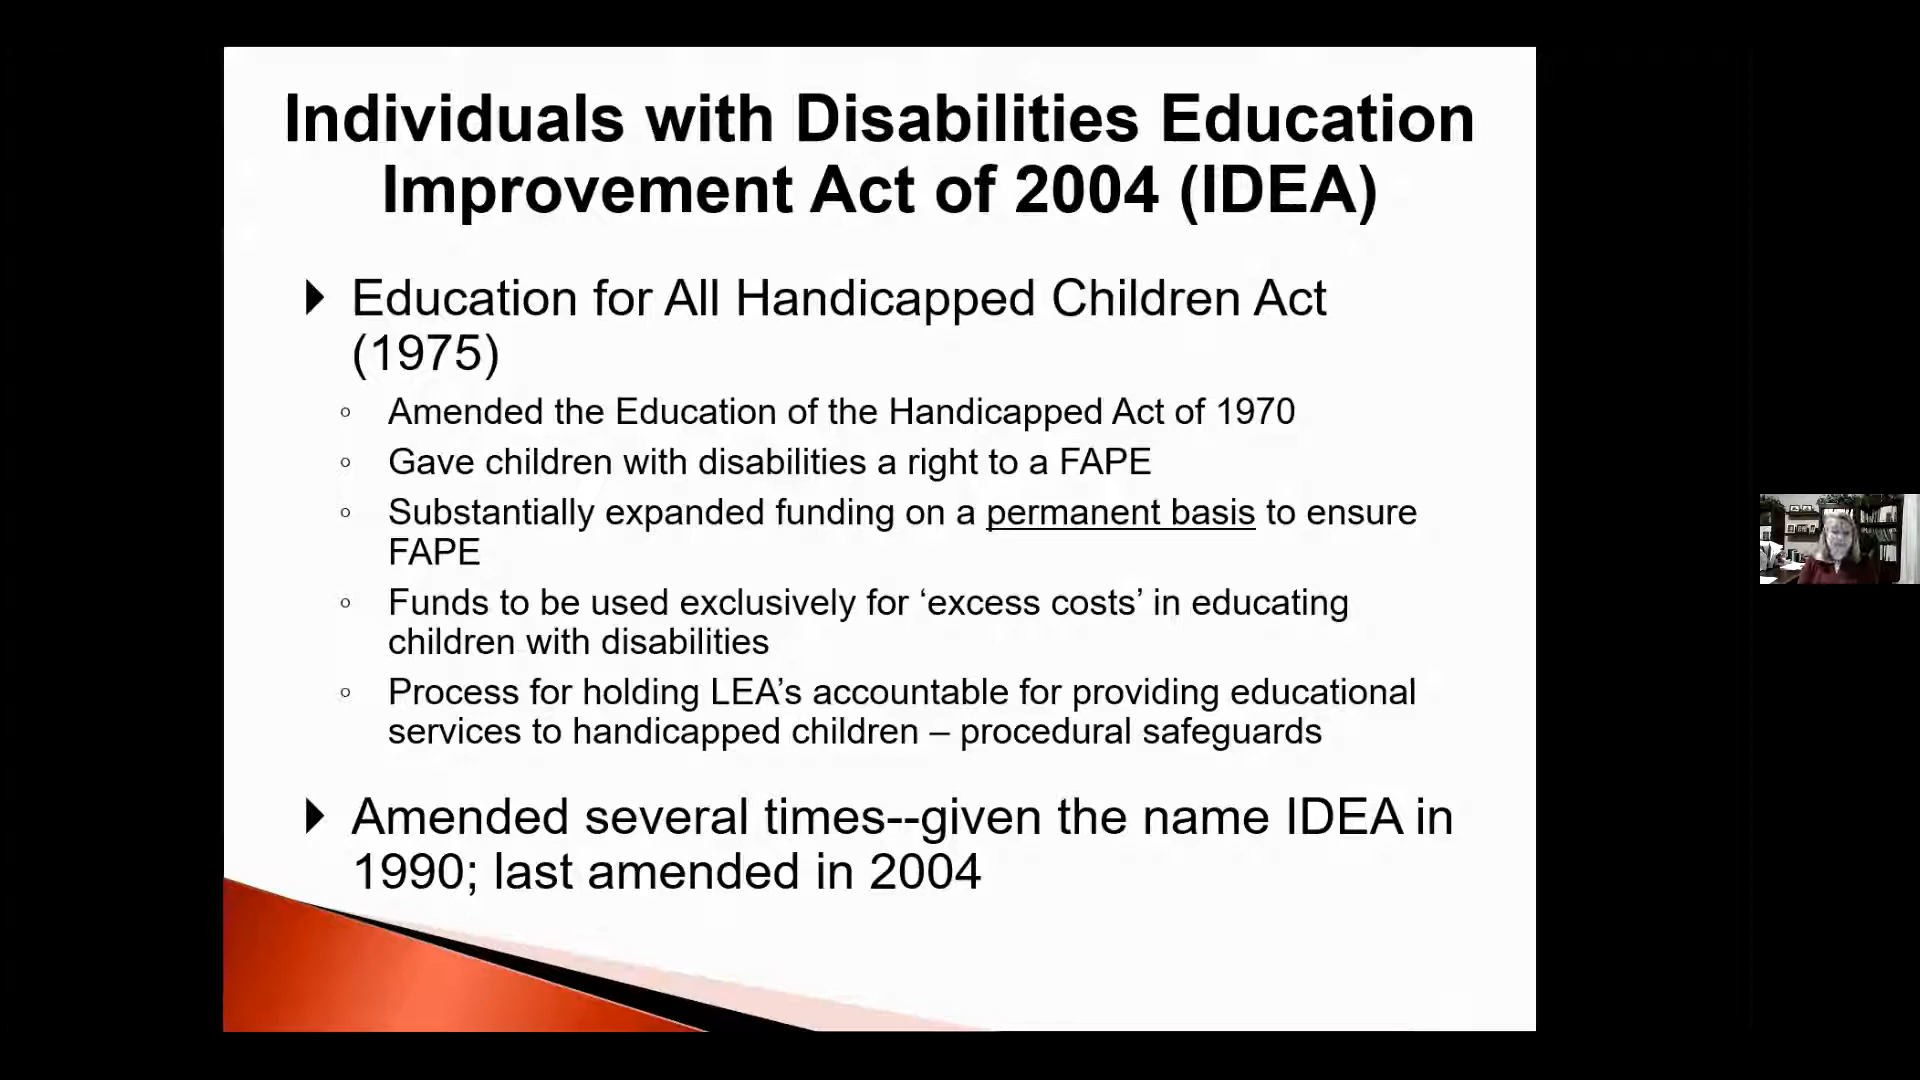 Individuals with Disabilities Education
Improvement Act of 2004 (IDEA)
Education for All Handicapped Children Act
(1975)
Amended the Education of the Handicapped Act of 1970
Gave children with disabilities a right to a FAPE
Substantially expanded funding on a permanent basis to ensure
FAPE
Funds to be used exclusively for ‘excess costs’ in educating
children with disabilities
Process for holding LEA’s accountable for providing educational
services to handicapped children – procedural safeguards
Amended several times--given the name IDEA in
1990; last amended in 2004